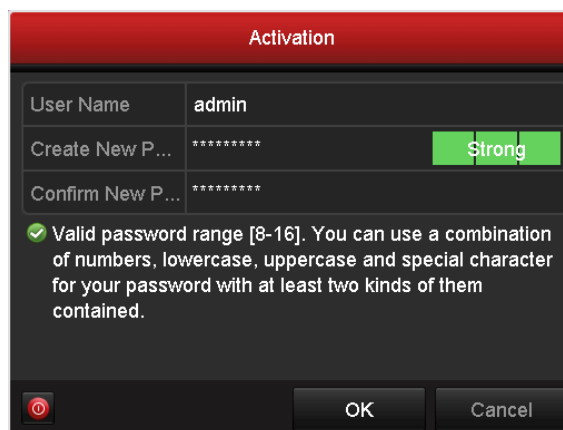 Activation
User Name admin
Create New P... ********* Strong
Confirm New P... *********
Valid password range [8-16]. You can use a combination
of numbers, lowercase, uppercase and special character
for your password with at least two kinds of them
contained.
OK Cancel